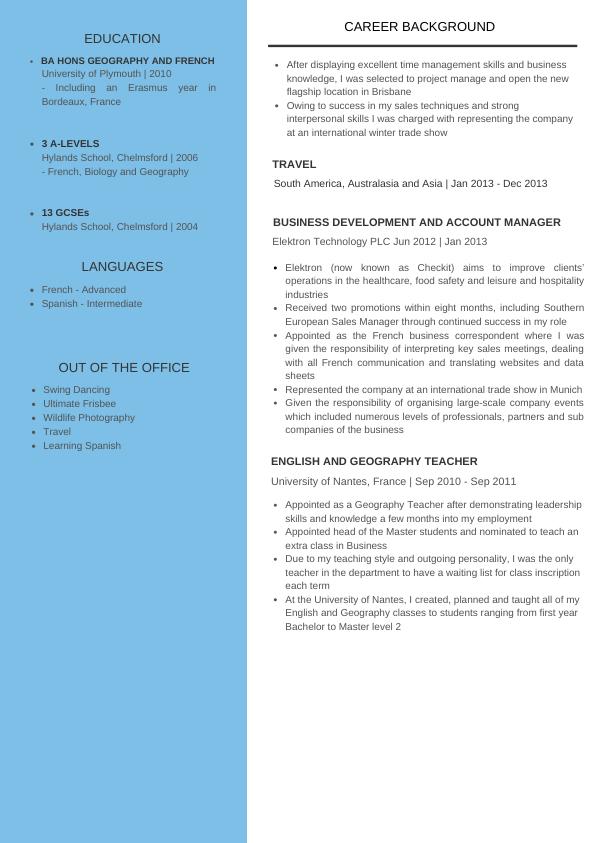 EDUCATION
• BA HONS GEOGRAPHY AND FRENCH
University of Plymouth | 2010
- Including an Erasmus year in
Bordeaux, France
• 3 A-LEVELS
Hylands School, Chelmsford | 2006
- French, Biology and Geography
• 13 GCSEs
Hylands School, Chelmsford | 2004
LANGUAGES
• French - Advanced
• Spanish - Intermediate
OUT OF THE OFFICE
• Swing Dancing
• Ultimate Frisbee
• Wildlife Photography
• Travel
• Learning Spanish
CAREER BACKGROUND
• After displaying excellent time management skills and business
knowledge, I was selected to project manage and open the new
flagship location in Brisbane
• Owing to success in my sales techniques and strong
interpersonal skills I was charged with representing the company
at an international winter trade show
TRAVEL
South America, Australasia and Asia | Jan 2013 - Dec 2013
BUSINESS DEVELOPMENT AND ACCOUNT MANAGER
Elektron Technology PLC Jun 2012 | Jan 2013
• Elektron (now known as Checkit) aims to improve clients’
operations in the healthcare, food safety and leisure and hospitality
industries
• Received two promotions within eight months, including Southern
European Sales Manager through continued success in my role
• Appointed as the French business correspondent where I was
given the responsibility of interpreting key sales meetings, dealing
with all French communication and translating websites and data
sheets
• Represented the company at an international trade show in Munich
• Given the responsibility of organising large-scale company events
which included numerous levels of professionals, partners and sub
companies of the business
ENGLISH AND GEOGRAPHY TEACHER
University of Nantes, France | Sep 2010 - Sep 2011
• Appointed as a Geography Teacher after demonstrating leadership
skills and knowledge a few months into my employment
• Appointed head of the Master students and nominated to teach an
extra class in Business
• Due to my teaching style and outgoing personality, I was the only
teacher in the department to have a waiting list for class inscription
each term
• At the University of Nantes, I created, planned and taught all of my
English and Geography classes to students ranging from first year
Bachelor to Master level 2